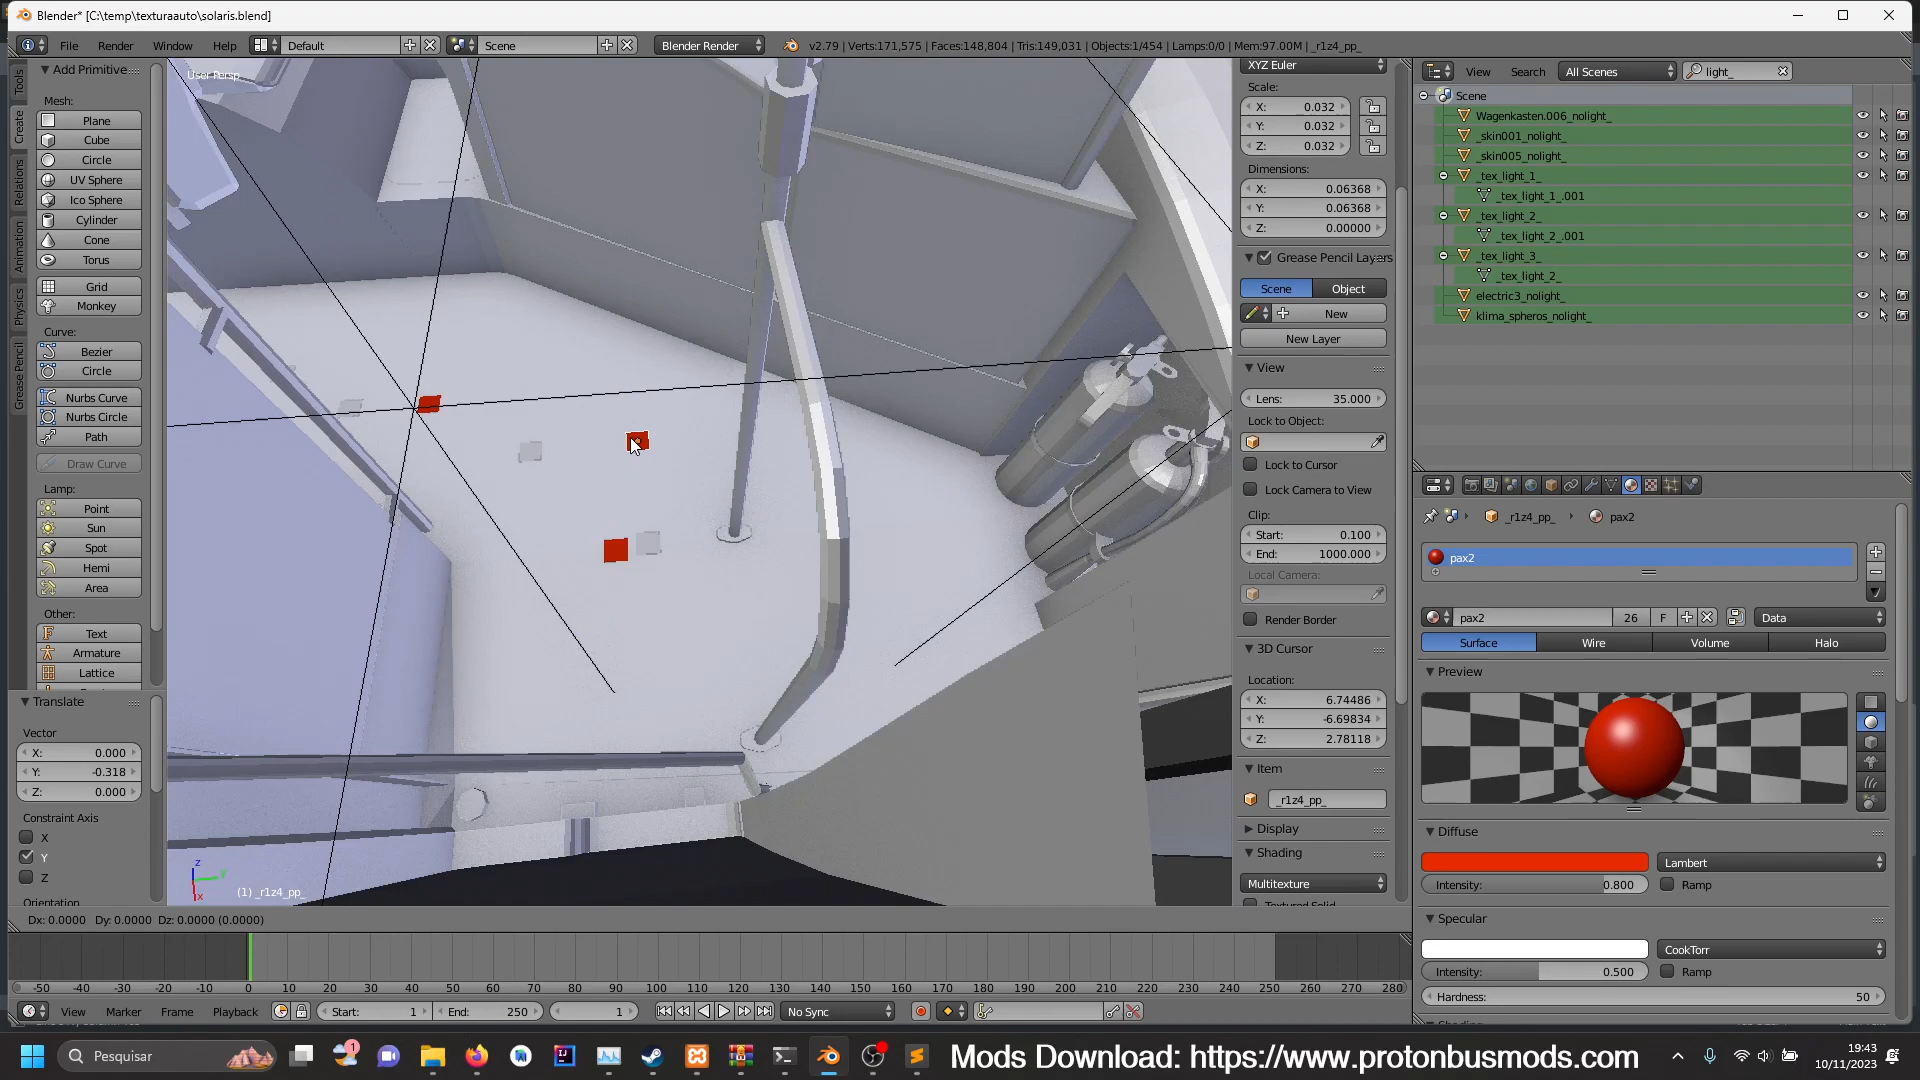 Blender* [C:\temp\texturaauto\solaris.blend]
File Render Window Help Default Scene Blender Render v2.79 | Verts:171,575 | Faces:148,804 | Tris:149,031 | Objects:1/454 | Lamps:0/0 | Mem:97.00M | _r1z4_pp_
Tools
Create
Relations
Animation
Physics
Grease Pencil
Add Primitive
Mesh:
Plane
Cube
Circle
UV Sphere
Ico Sphere
Cylinder
Cone
Torus
Grid
Monkey
Curve:
Bezier
Circle
Nurbs Curve
Nurbs Circle
Path
Draw Curve
Lamp:
Point
Sun
Spot
Hemi
Area
Other:
Text
Armature
Lattice
Translate
Vector
X: 0.000
Y: -0.318
Z: 0.000
Constraint Axis
X
Y
Z
Orientation
User Persp
z
y
x
(1) _r1z4_pp_
Dx: 0.0000 Dy: 0.0000 Dz: 0.0000 (0.0000)
XYZ Euler
Scale:
X: 0.032
Y: 0.032
Z: 0.032
Dimensions:
X: 0.06368
Y: 0.06368
Z: 0.00000
Grease Pencil Layers
Scene Object
New
New Layer
View
Lens: 35.000
Lock to Object:
Lock to Cursor
Lock Camera to View
Clip:
Start: 0.100
End: 1000.000
Local Camera:
Render Border
3D Cursor
Location:
X: 6.74486
Y: -6.69834
Z: 2.78118
Item
_r1z4_pp_
Display
Shading
Multitexture
Textured Solid
View Search All Scenes light_
Scene
Wagenkasten.006_nolight_
_skin001_nolight_
_skin005_nolight_
_tex_light_1_
_tex_light_1_.001
_tex_light_2_
_tex_light_2_.001
_tex_light_3_
_tex_light_2_
electric3_nolight_
klima_spheros_nolight_
_r1z4_pp_ pax2
pax2
pax2 26 F Data
Surface Wire Volume Halo
Preview
Diffuse
Lambert
Intensity: 0.800 Ramp
Specular
CookTorr
Intensity: 0.500 Ramp
Hardness: 50
-50 -40 -30 -20 -10 0 10 20 30 40 50 60 70 80 90 100 110 120 130 140 150 160 170 180 190 200 210 220 230 240 250 260 270 280
View Marker Frame Playback Start: 1 End: 250 1 No Sync
Pesquisar
1
Mods Download: https://www.protonbusmods.com
19:43
10/11/2023